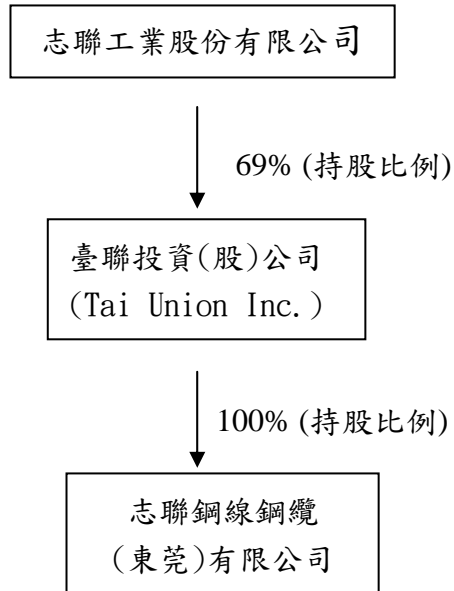 志聯工業股份有限公司
69% (持股比例)
臺聯投資(股)公司
(Tai Union Inc.)
100% (持股比例)
志聯鋼線鋼纜
(東莞)有限公司